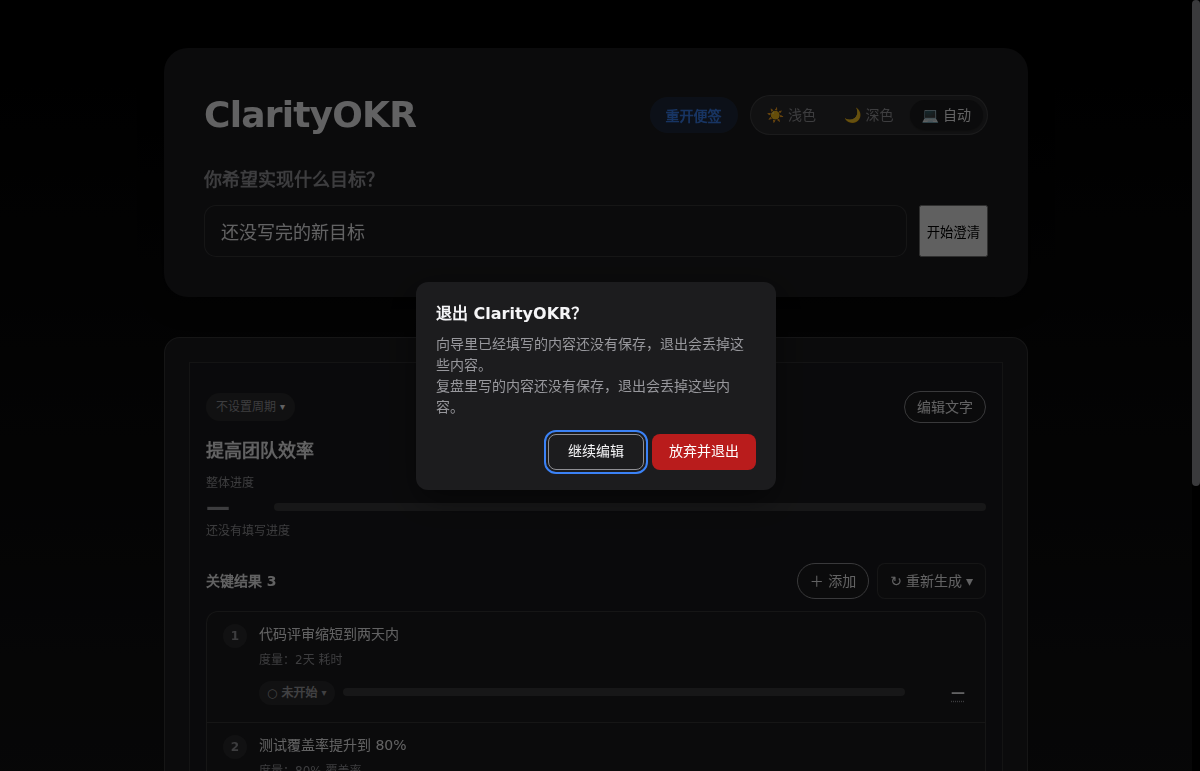 ClarityOKR
重开便签
☀️ 浅色
🌙 深色
💻 自动
你希望实现什么目标？
还没写完的新目标
开始澄清
退出 ClarityOKR？
向导里已经填写的内容还没有保存，退出会丢掉这
些内容。
复盘里写的内容还没有保存，退出会丢掉这些内
容。
继续编辑
放弃并退出
不设置周期 ▾
编辑文字
提高团队效率
整体进度
—
还没有填写进度
关键结果 3
＋ 添加
↻ 重新生成 ▾
1
代码评审缩短到两天内
度量：2天 耗时
○ 未开始 ▾
—
2
测试覆盖率提升到 80%
度量：80% 覆盖率